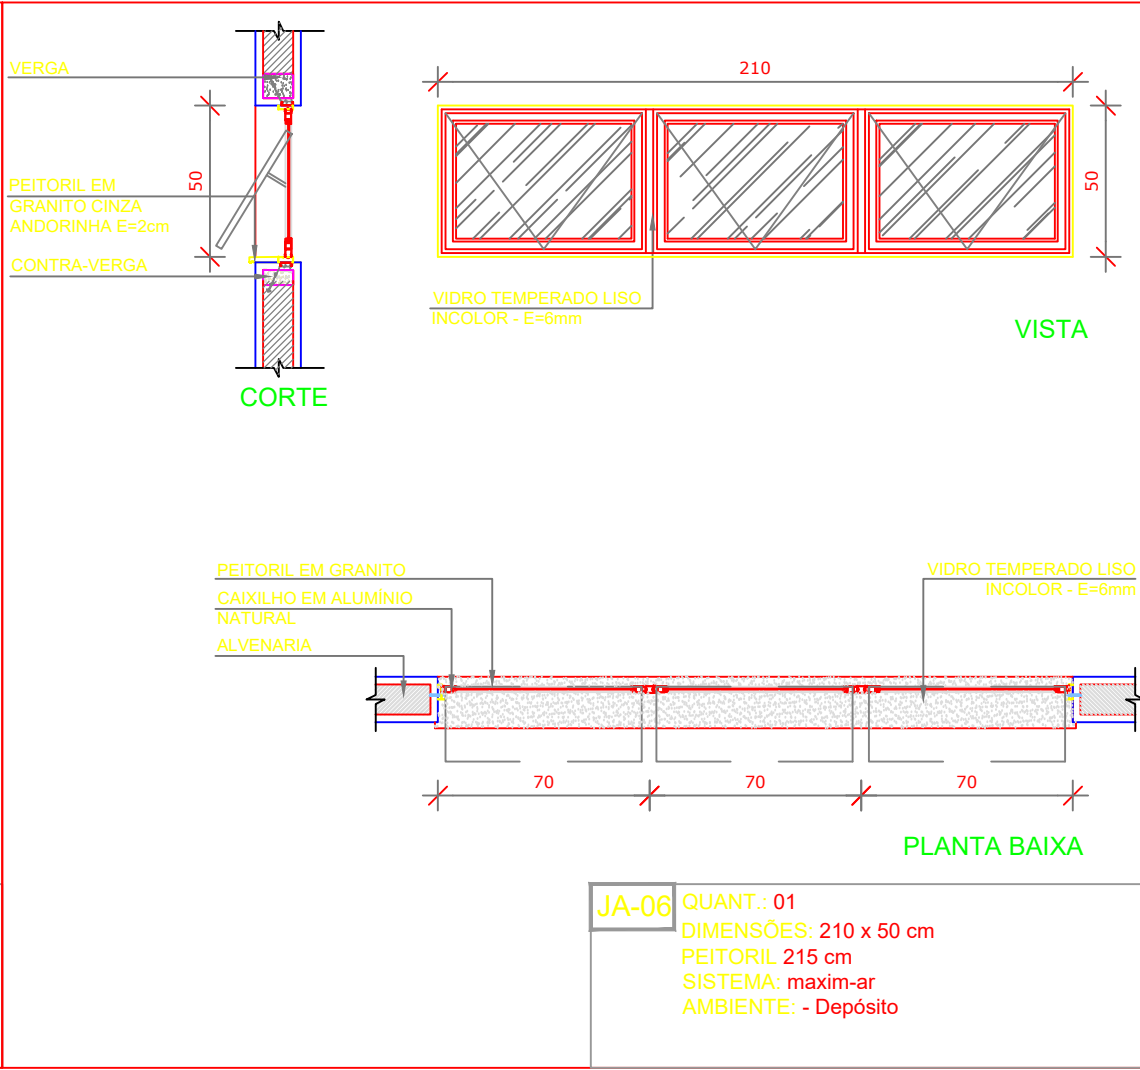 VERGA
50
PEITORIL EM
GRANITO CINZA
ANDORINHA E=2cm
CONTRA-VERGA
CORTE
210
50
VIDRO TEMPERADO LISO
INCOLOR - E=6mm
VISTA
PEITORIL EM GRANITO
CAIXILHO EM ALUMÍNIO
NATURAL
ALVENARIA
VIDRO TEMPERADO LISO
INCOLOR - E=6mm
70
70
70
PLANTA BAIXA
JA-06
QUANT.: 01
DIMENSÕES: 210 x 50 cm
PEITORIL 215 cm
SISTEMA: maxim-ar
AMBIENTE: - Depósito